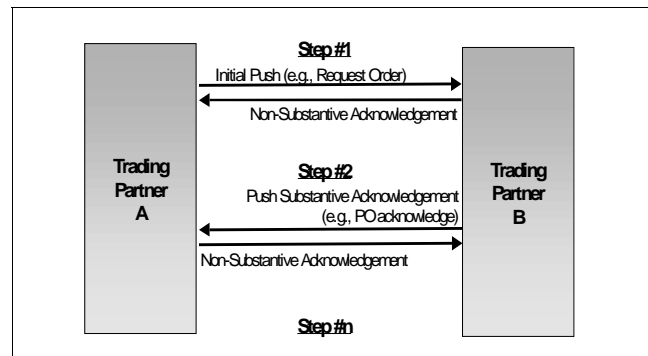 Step #1
Initial Push (e.g., Request Order)
Non-Substantive Acknowledgement
Trading
Partner
A
Step #2
Push Substantive Acknowledgement
(e.g., PO acknowledge)
Trading
Partner
B
Non-Substantive Acknowledgement
Step #n